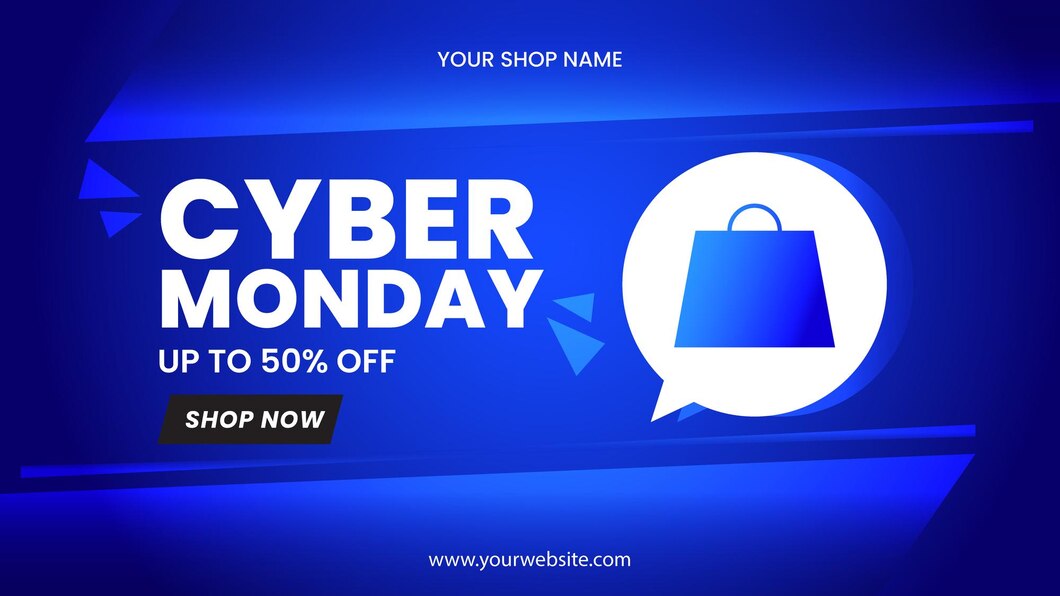 YOUR SHOP NAME
CYBER
MONDAY
UP TO 50% OFF
SHOP NOW
www.yourwebsite.com